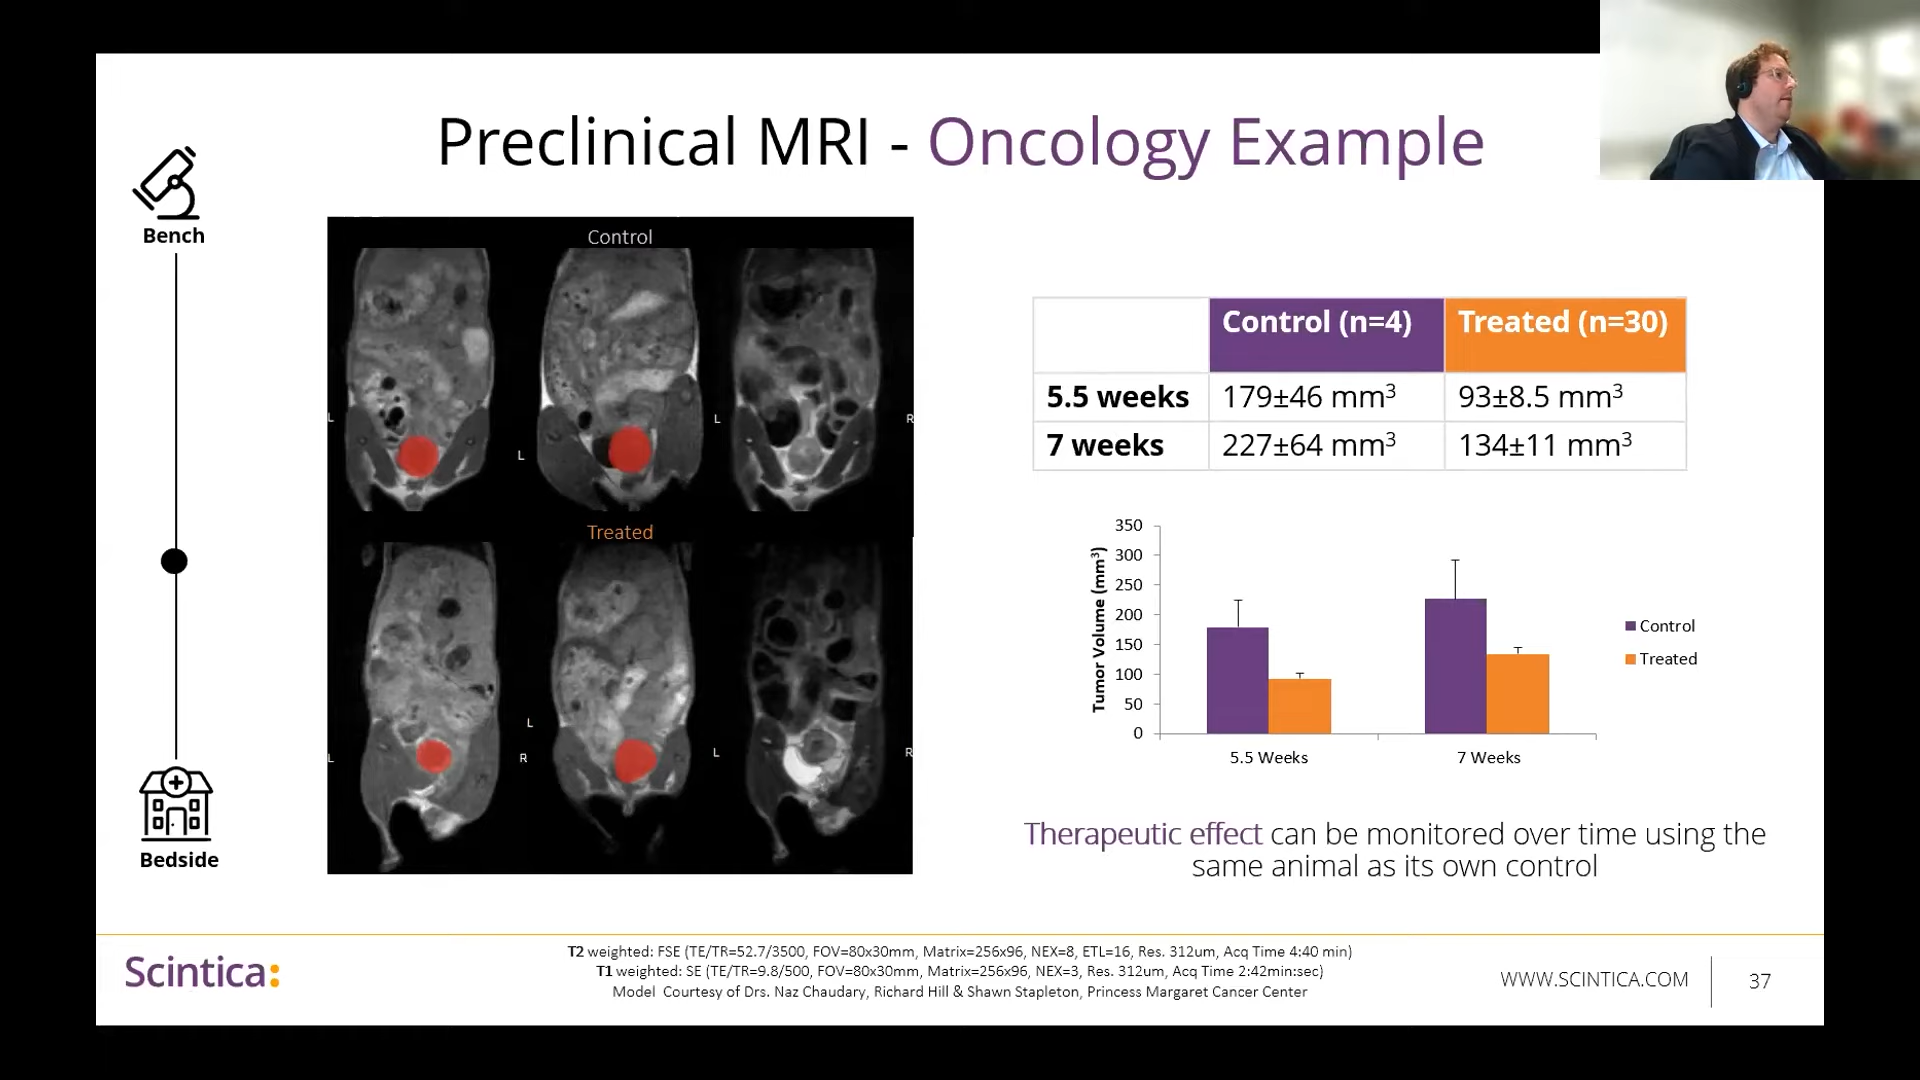 Preclinical MRI - Oncology Example
Bench
Bedside
Control
L
L
L
R
Treated
L
L
R
L
R
Control (n=4) Treated (n=30)
5.5 weeks 179±46 mm³ 93±8.5 mm³
7 weeks 227±64 mm³ 134±11 mm³
Tumor Volume (mm³)
350
300
250
200
150
100
50
0
5.5 Weeks 7 Weeks
Control
Treated
Therapeutic effect can be monitored over time using the
same animal as its own control
Scintica:
T2 weighted: FSE (TE/TR=52.7/3500, FOV=80x30mm, Matrix=256x96, NEX=8, ETL=16, Res. 312um, Acq Time 4:40 min)
T1 weighted: SE (TE/TR=9.8/500, FOV=80x30mm, Matrix=256x96, NEX=3, Res. 312um, Acq Time 2:42min:sec)
Model Courtesy of Drs. Naz Chaudary, Richard Hill & Shawn Stapleton, Princess Margaret Cancer Center
WWW.SCINTICA.COM
37